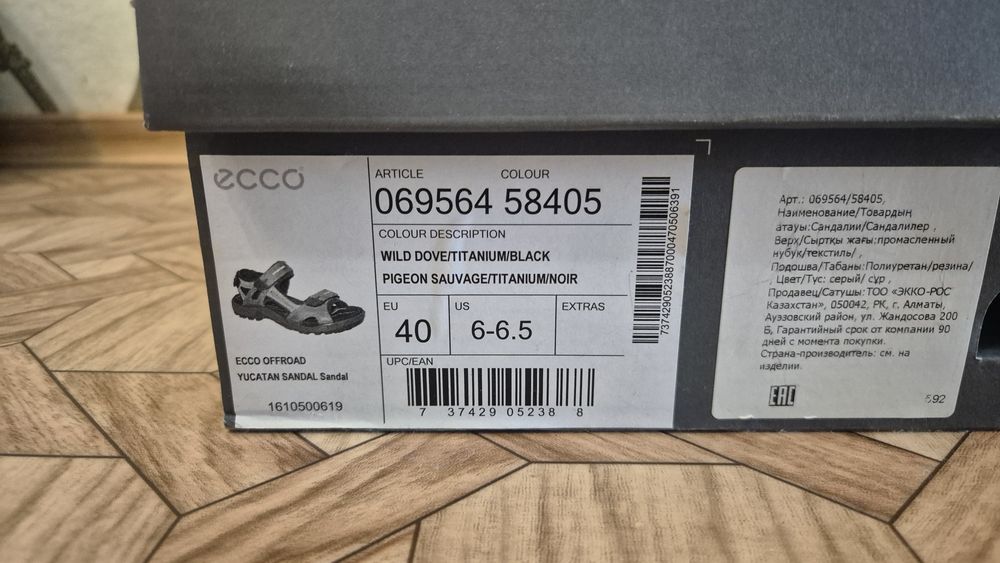 ecco
ARTICLE COLOUR
069564 58405
COLOUR DESCRIPTION
WILD DOVE/TITANIUM/BLACK
PIGEON SAUVAGE/TITANIUM/NOIR
EU US EXTRAS
40 6-6.5
UPC/EAN
7 37429 05238 8
ECCO OFFROAD
YUCATAN SANDAL Sandal
1610500619
7374290523887000470506391
Арт.: 069564/58405,
Наименование/Товардың
атауы:Сандалии/Сандалилер ,
Верх/Сыртқы жағы:промасленный
нубук/текстиль/ ,
Подошва/Табаны:Полиуретан/резина/
, Цвет/Түс: серый/ сұр ,
Продавец/Сатушы: ТОО «ЭККО-РОС
Казахстан», 050042, РК, г. Алматы,
Ауэзовский район, ул. Жандосова 200
Б, Гарантийный срок от компании 90
дней с момента покупки.
Страна-производитель: см. на
изделии.
EAC
592